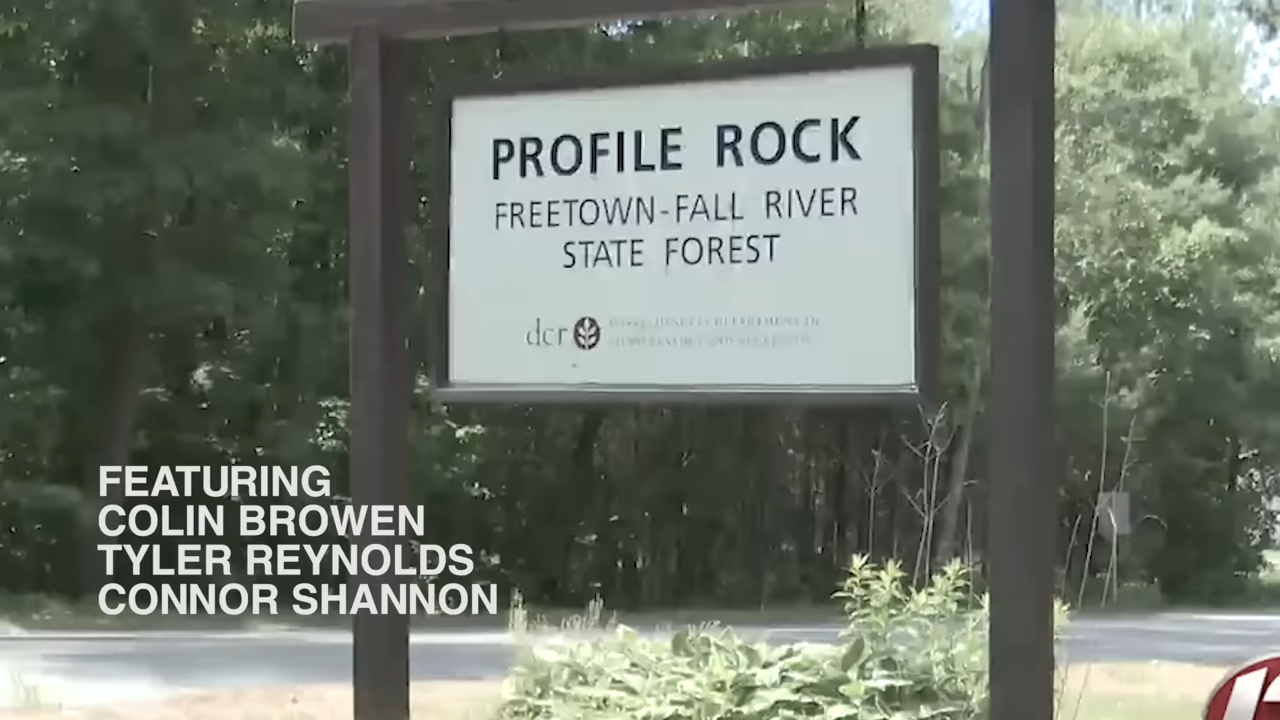 PROFILE ROCK
FREETOWN-FALL RIVER
STATE FOREST
dcr
FEATURING
COLIN BROWEN
TYLER REYNOLDS
CONNOR SHANNON